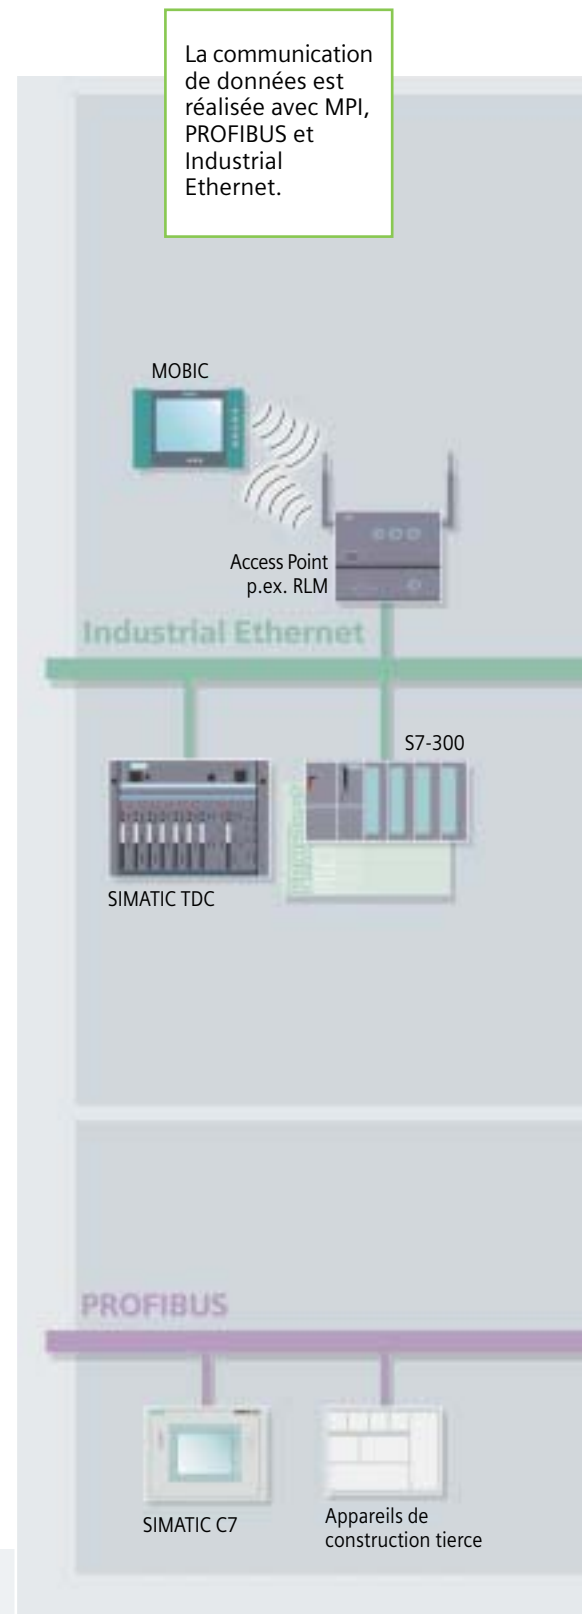 La communication
de données est
réalisée avec MPI,
PROFIBUS et
Industrial
Ethernet.
MOBIC
Access Point
p.ex. RLM
Industrial Ethernet
S7-300
SIMATIC TDC
PROFIBUS
SIMATIC C7
Appareils de
construction tierce